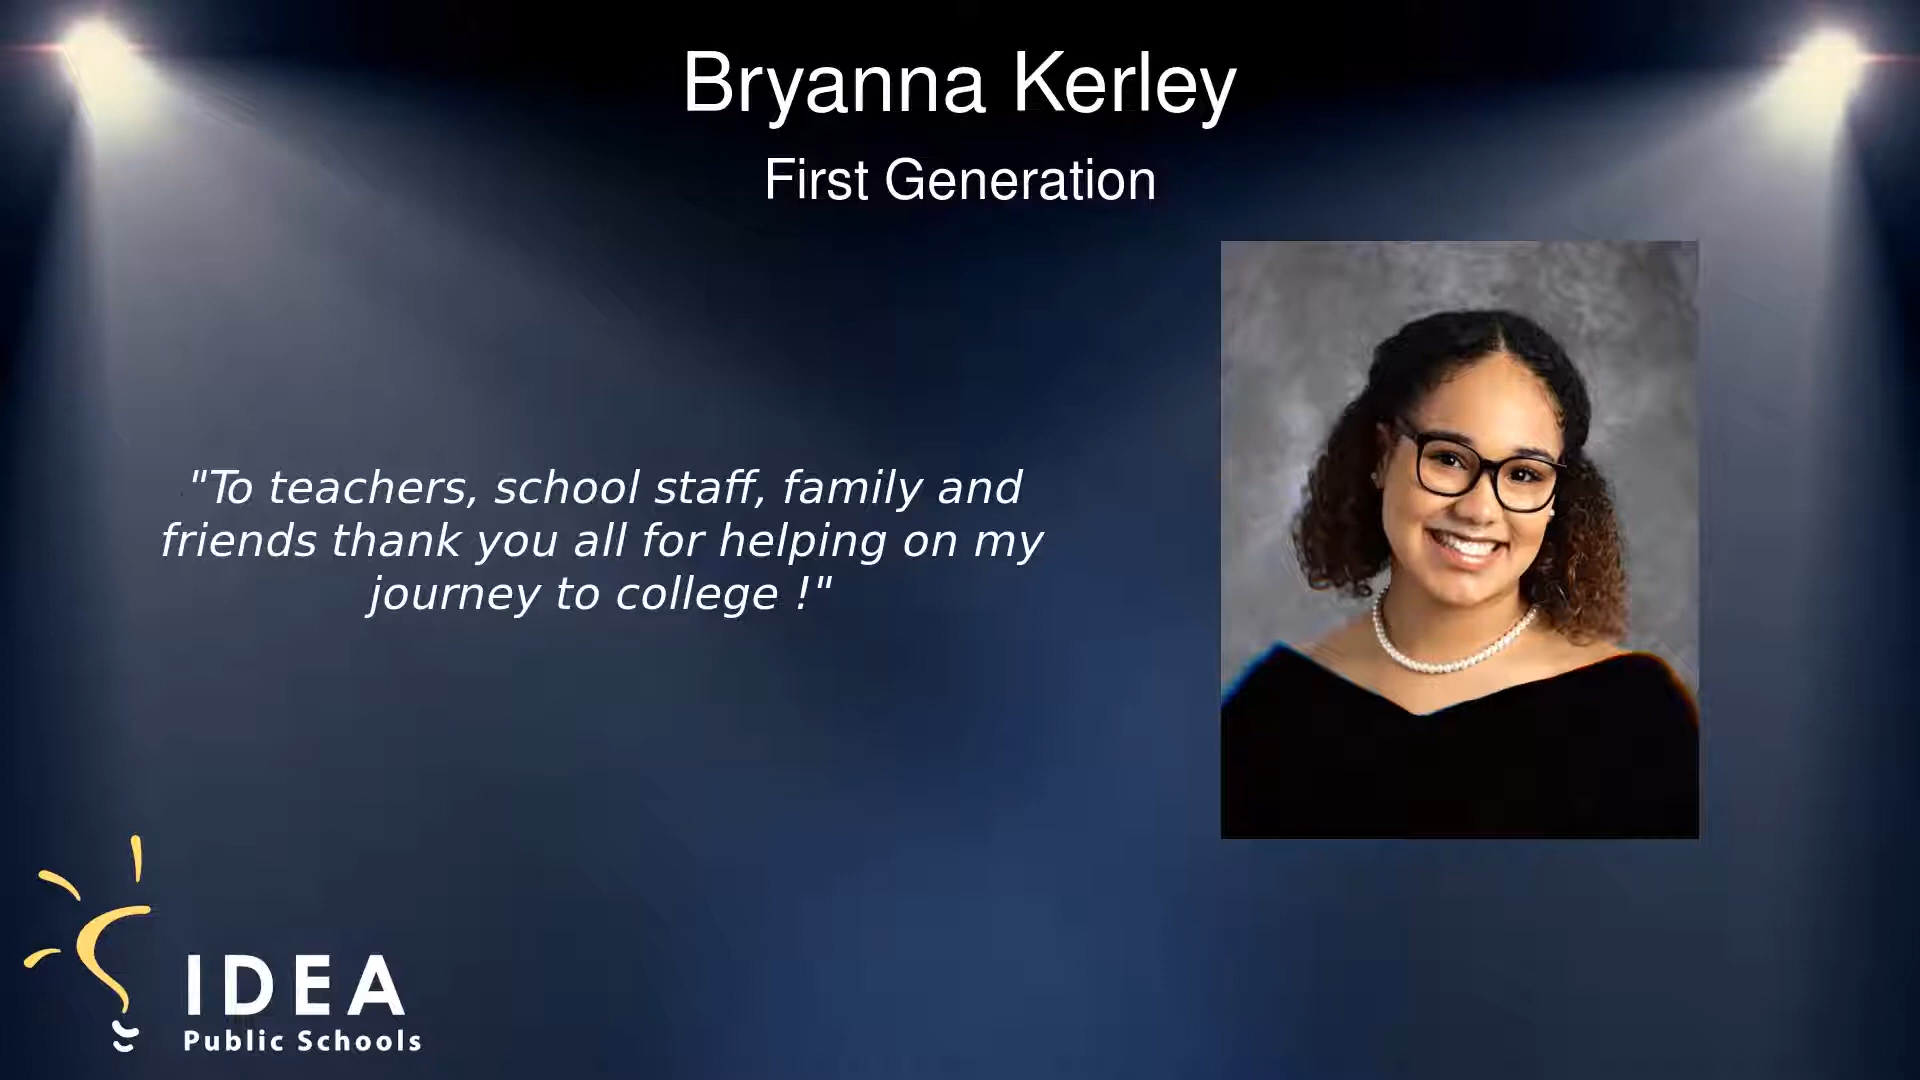 Bryanna Kerley
First Generation
"To teachers, school staff, family and
friends thank you all for helping on my
journey to college !"
IDEA
Public Schools